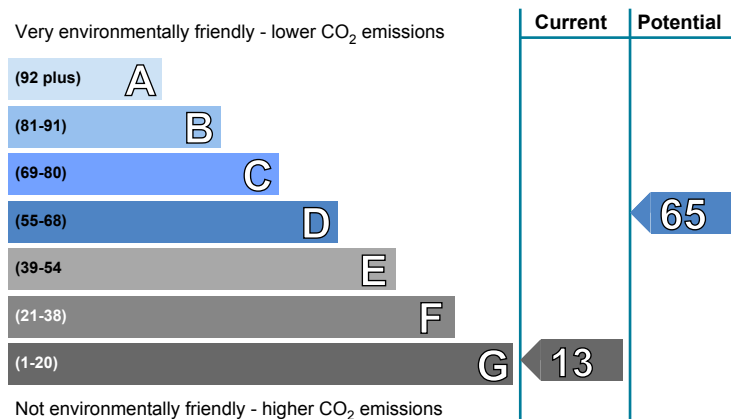 Current Potential
Very environmentally friendly - lower CO2 emissions
(92 plus) A
(81-91) B
(69-80) C
(55-68) D 65
(39-54 E
(21-38) F
(1-20) G 13
Not environmentally friendly - higher CO2 emissions